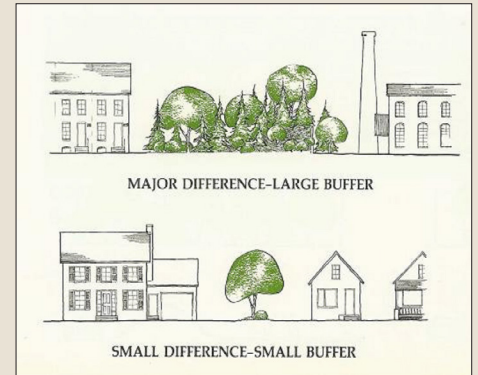 MAJOR DIFFERENCE-LARGE BUFFER
SMALL DIFFERENCE-SMALL BUFFER